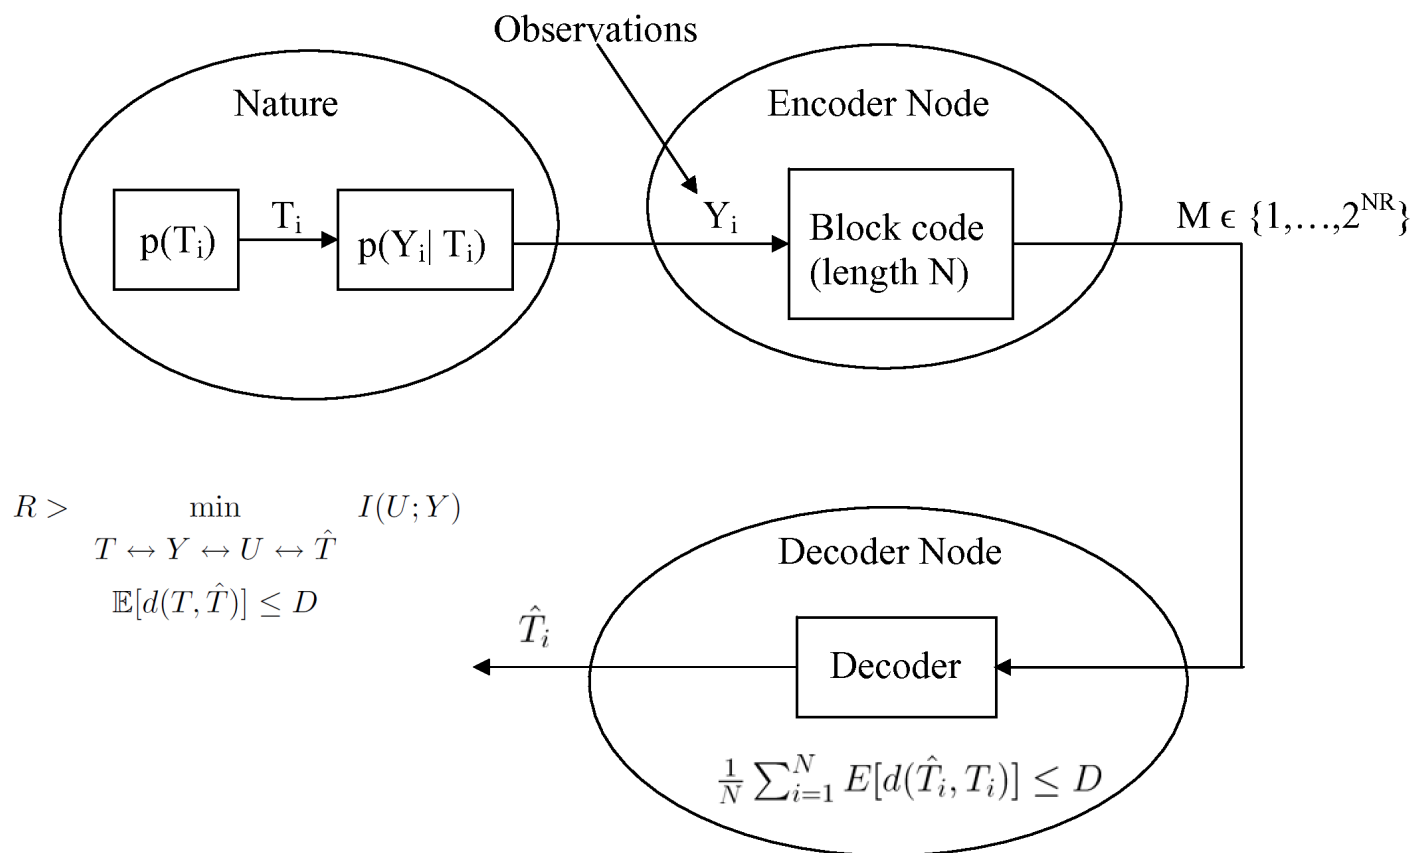 Observations
Nature
Encoder Node
p(T_i)
T_i
p(Y_i| T_i)
Y_i
Block code
(length N)
M ϵ {1,…,2^{NR}}
R > min I(U;Y)
T ↔ Y ↔ U ↔ \hat{T}
𝔼[d(T, \hat{T})] ≤ D
Decoder Node
\hat{T}_i
Decoder
\frac{1}{N} \sum_{i=1}^{N} E[d(\hat{T}_i, T_i)] ≤ D